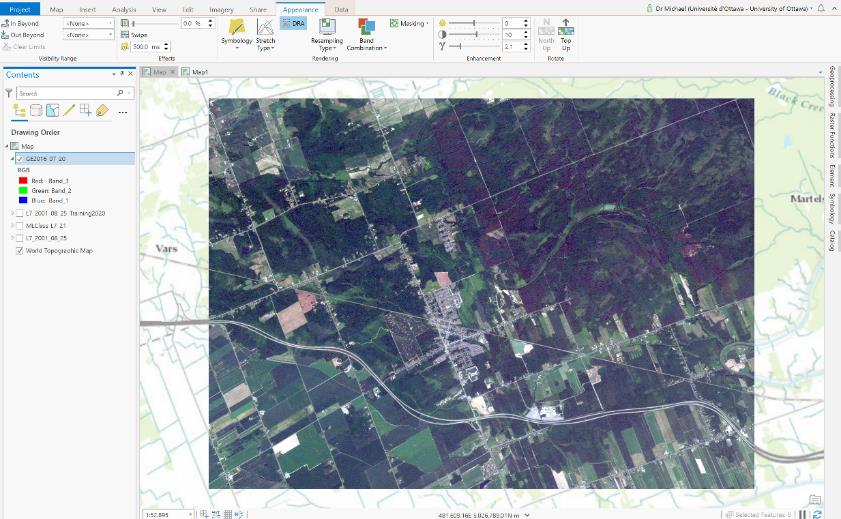 Project Map Insert Analysis View Edit Imagery Share Appearance Data
Dr Michael (Université d'Ottawa - University of Ottawa)
In Beyond <None>
Out Beyond <None>
Clear Limits
Visibility Range
0.0 %
Swipe
500.0 ms
Effects
Symbology
Stretch Type
DRA
Resampling Type
Band Combination
Masking
Rendering
0
10
2.1
Enhancement
North Up
Top Up
Rotate
Contents
Search
Drawing Order
Map
GE2016_07_20
RGB
Red: Band_3
Green: Band_2
Blue: Band_1
L7_2001_08_25_Training2020
MLClass L7_21
L7_2001_08_25
World Topographic Map
Map Map1
Vars
Black Cree
Martels
Geoprocessing
Raster Functions
Element
Symbology
Catalog
1:52,895
481,609.16E 5,026,789.01N m
Selected Features: 0